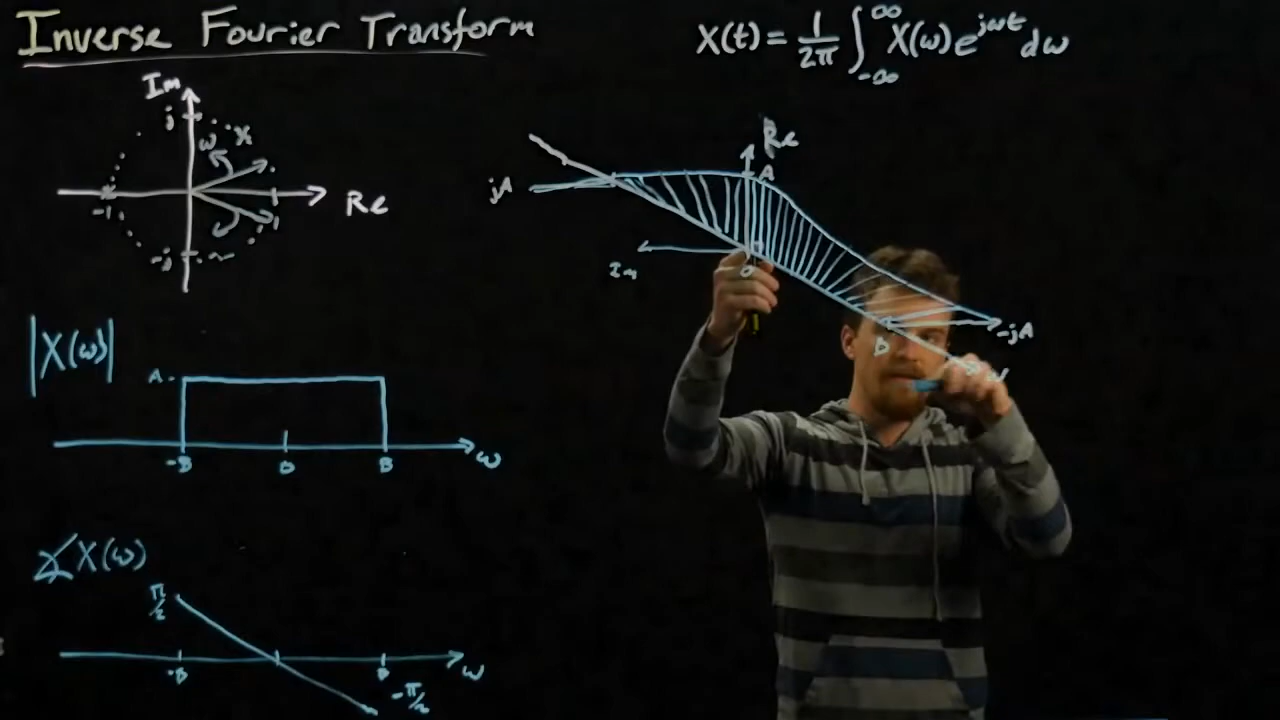 Inverse Fourier Transform
X(t) = 1/2π ∫_{-∞}^{∞} X(ω) e^{jωt} dω
Im
j
ω
-1
1
Re
-j
Re
jA
A
Im
0
-jA
B
ω
|X(ω)|
A
-B 0 B ω
∡X(ω)
π/2
-B B ω
-π/2